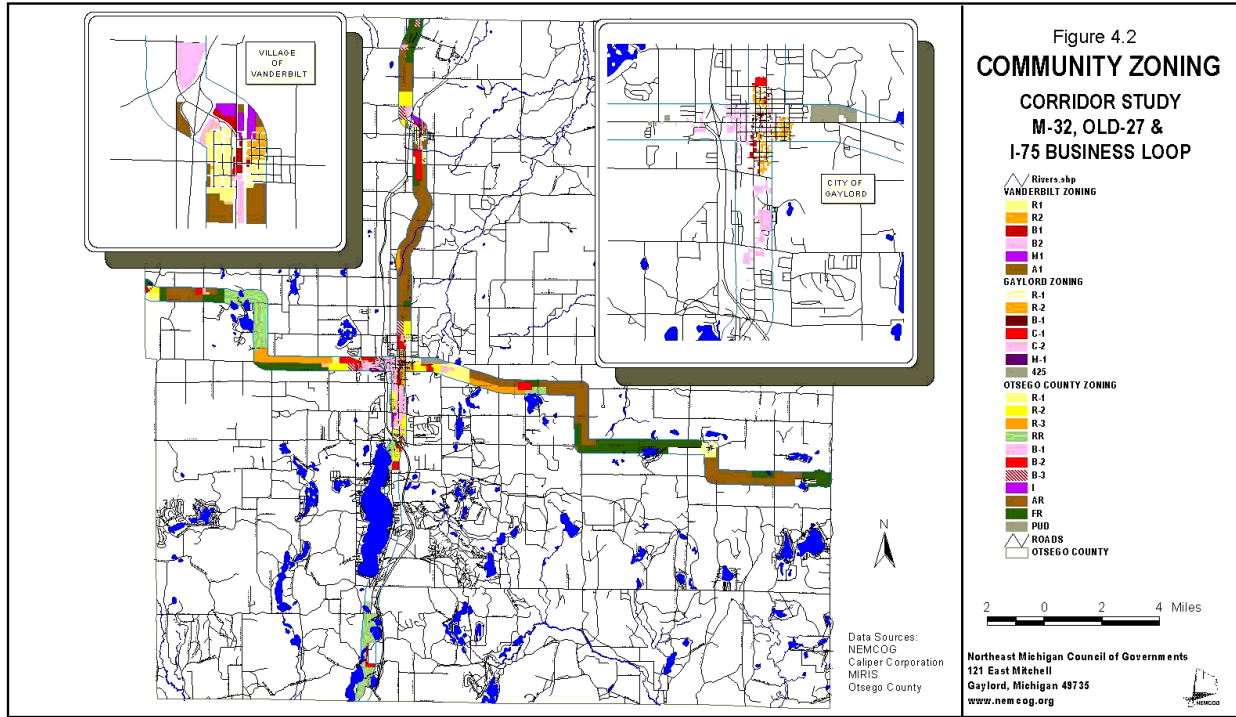 VILLAGE
OF
VANDERBILT
CITY OF
GAYLORD
N
Data Sources:
NEMCOG
Caliper Corporation
MIRIS
Otsego County
Figure 4.2
COMMUNITY ZONING
CORRIDOR STUDY
M-32, OLD-27 &
I-75 BUSINESS LOOP
Rivers.shp
VANDERBILT ZONING
R1
R2
B1
B2
M1
A1
GAYLORD ZONING
R-1
R-2
B-1
C-1
C-2
M-1
425
OTSEGO COUNTY ZONING
R-1
R-2
R-3
RR
B-1
B-2
B-3
I
AR
FR
PUD
ROADS
OTSEGO COUNTY
2 0 2 4 Miles
Northeast Michigan Council of Governments
121 East Mitchell
Gaylord, Michigan 49735
www.nemcog.org
NEMCOG